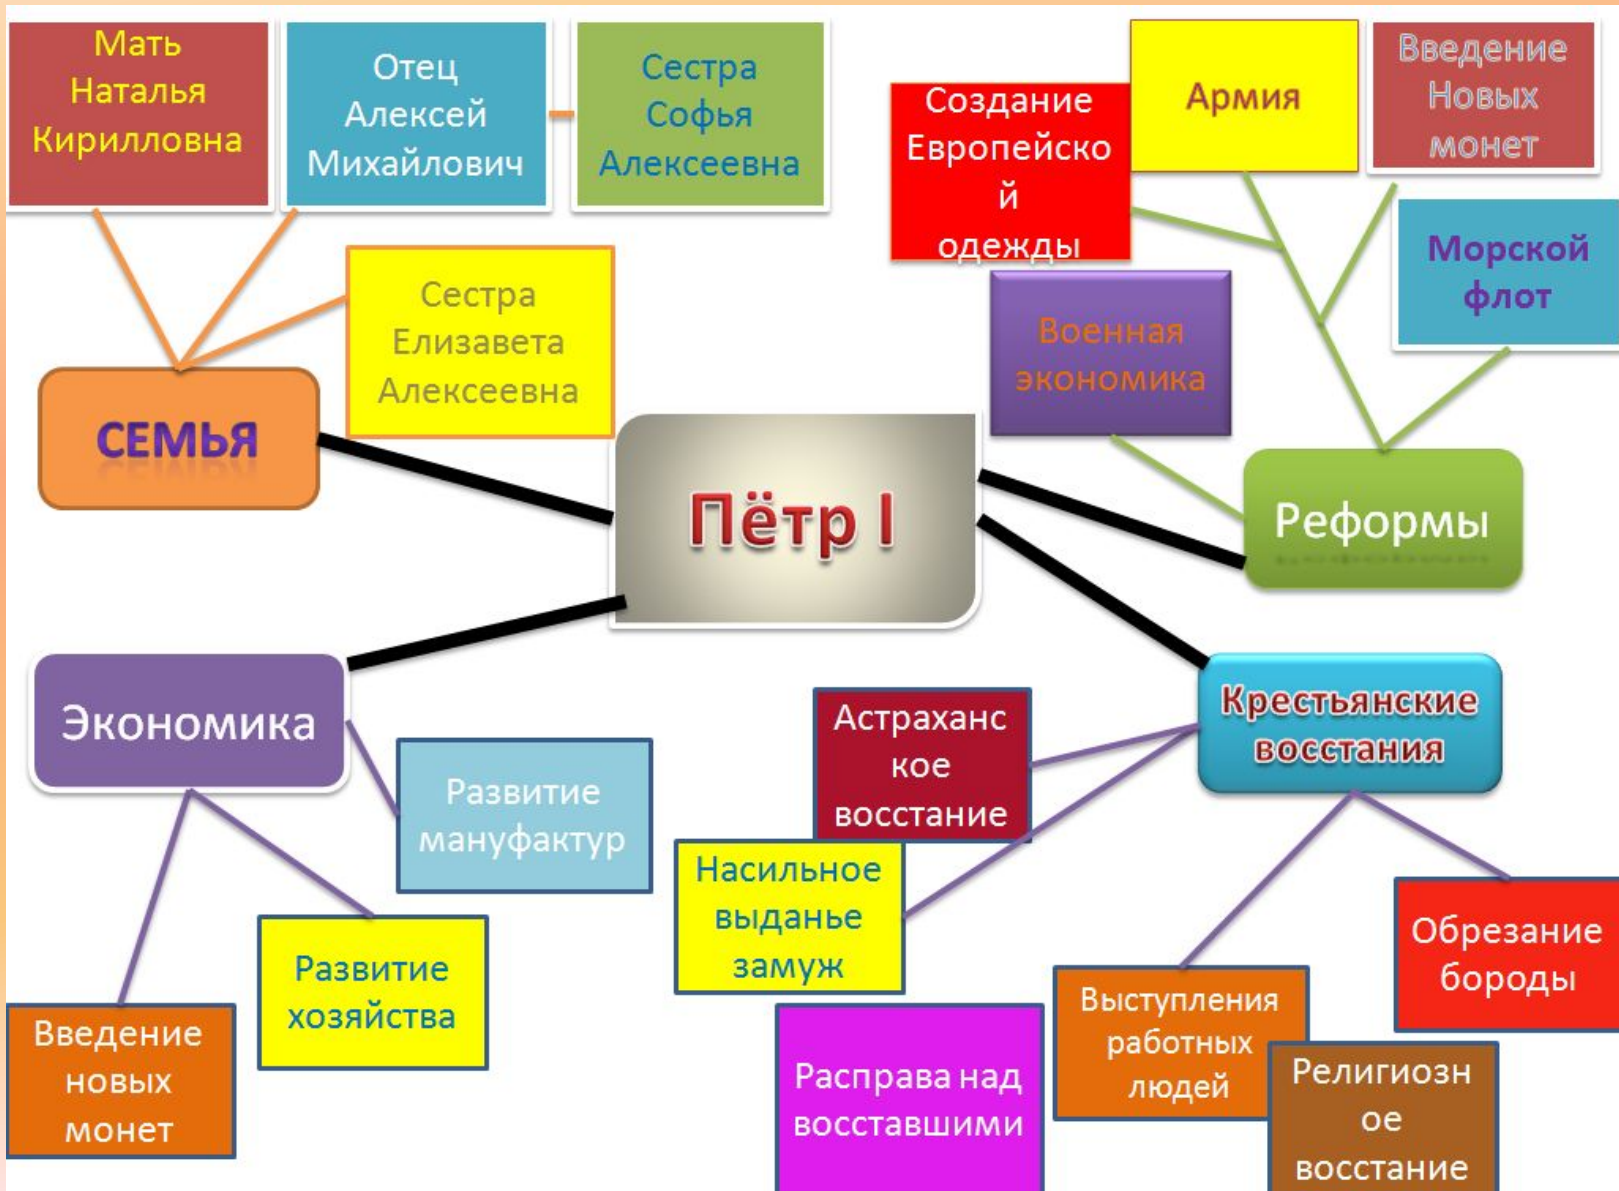 Мать
Наталья
Кирилловна
Отец
Алексей
Михайлович
Сестра
Софья
Алексеевна
Создание
Европейско
й
одежды
Армия
Введение
Новых
монет
Морской
флот
Сестра
Елизавета
Алексеевна
Военная
экономика
СЕМЬЯ
Пётр I
Реформы
Экономика
Крестьянские
восстания
Развитие
мануфактур
Астраханс
кое
восстание
Насильное
выданье
замуж
Обрезание
бороды
Развитие
хозяйства
Введение
новых
монет
Выступления
работных
людей
Расправа над
восставшими
Религиозн
ое
восстание